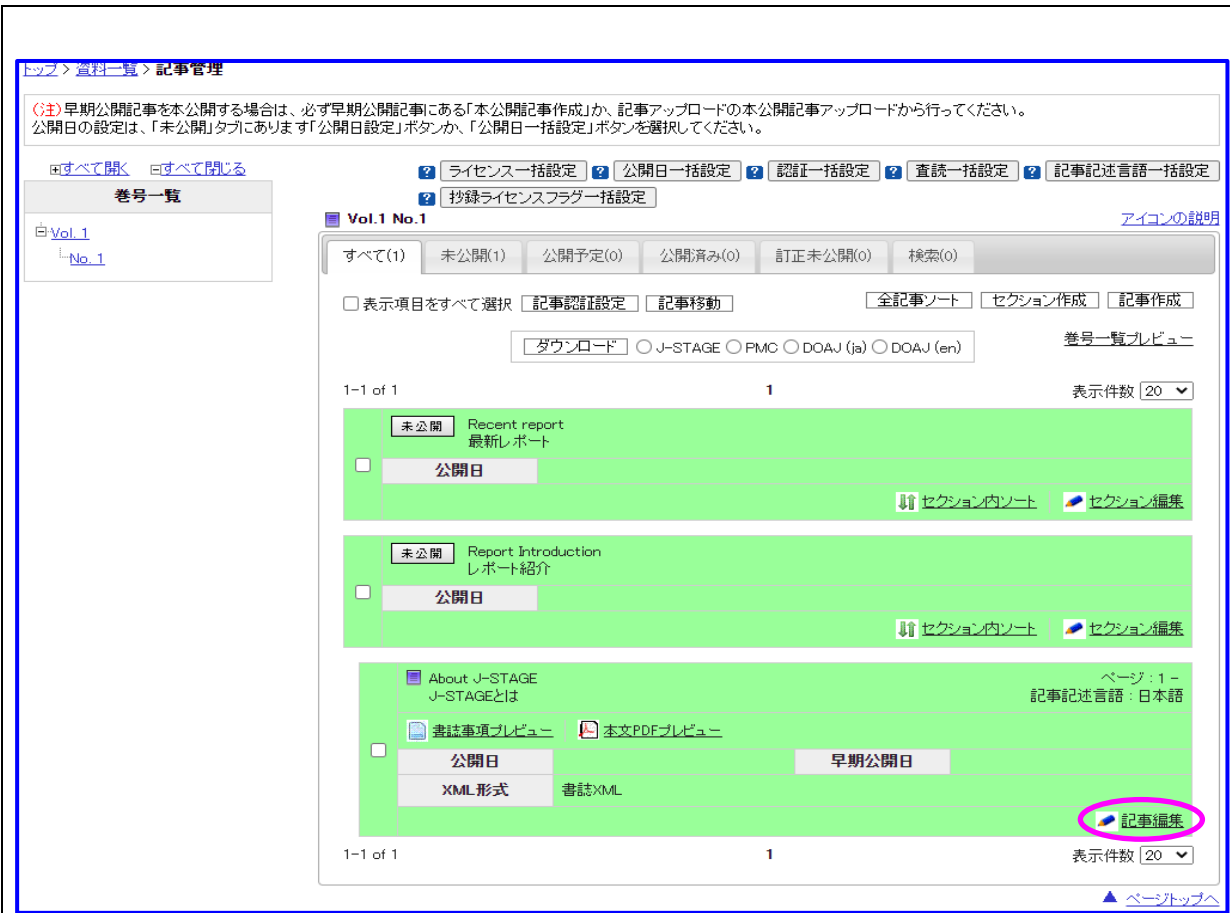 トップ > 資料一覧 > 記事管理
(注)早期公開記事を本公開する場合は、必ず早期公開記事にある「本公開記事作成」か、記事アップロードの本公開記事アップロードから行ってください。
公開日の設定は、「未公開」タブにあります「公開日設定」ボタンか、「公開日一括設定」ボタンを選択してください。
すべて開く すべて閉じる
巻号一覧
Vol. 1
No. 1
? ライセンス一括設定 ? 公開日一括設定 ? 認証一括設定 ? 査読一括設定 ? 記事記述言語一括設定
? 抄録ライセンスフラグ一括設定
Vol.1 No.1 アイコンの説明
すべて(1) 未公開(1) 公開予定(0) 公開済み(0) 訂正未公開(0) 検索(0)
表示項目をすべて選択 記事認証設定 記事移動 全記事ソート セクション作成 記事作成
ダウンロード J-STAGE PMC DOAJ (ja) DOAJ (en) 巻号一覧プレビュー
1-1 of 1 1 表示件数 20
未公開 Recent report
最新レポート
公開日
セクション内ソート セクション編集
未公開 Report Introduction
レポート紹介
公開日
セクション内ソート セクション編集
About J-STAGE ページ : 1 -
J-STAGEとは 記事記述言語 : 日本語
書誌事項プレビュー 本文PDFプレビュー
公開日 早期公開日
XML形式 書誌XML
記事編集
1-1 of 1 1 表示件数 20
▲ ページトップへ